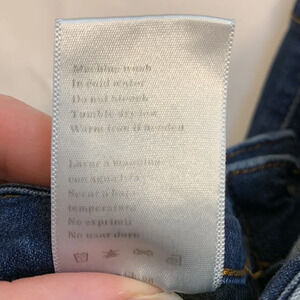 Machine wash
In cold water
Do not bleach
Tumble dry low
Warm iron if needed
Lavar a maquina
con agua fria
Secar a baja
temperatura
No exprimir
No usar